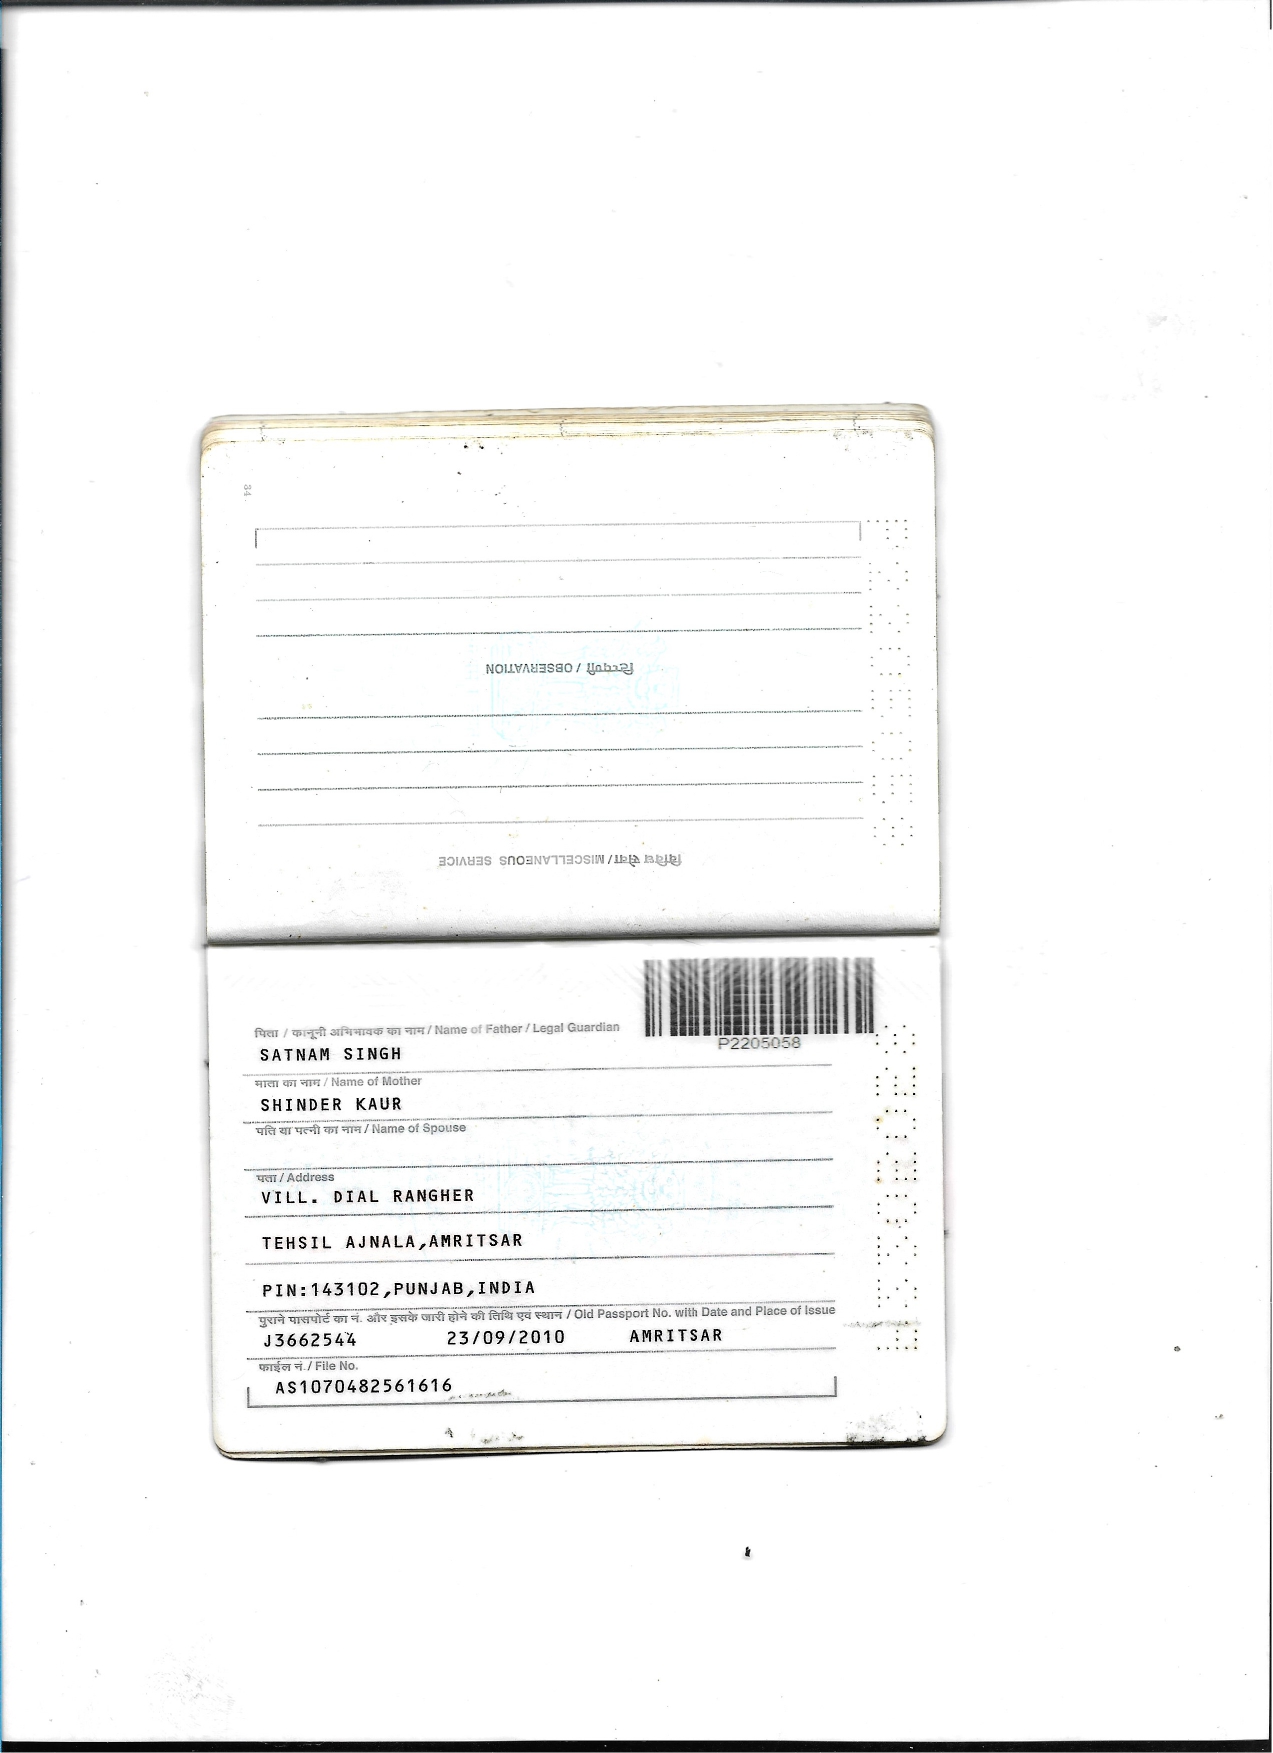 34
टिप्पणी / OBSERVATION
विविध सेवा / MISCELLANEOUS SERVICE
P2205058
पिता / कानूनी अभिभावक का नाम / Name of Father / Legal Guardian
SATNAM SINGH
माता का नाम / Name of Mother
SHINDER KAUR
पति या पत्नी का नाम / Name of Spouse
पता / Address
VILL. DIAL RANGHER
TEHSIL AJNALA,AMRITSAR
PIN:143102,PUNJAB,INDIA
पुराने पासपोर्ट का नं. और इसके जारी होने की तिथि एवं स्थान / Old Passport No. with Date and Place of Issue
J3662544 23/09/2010 AMRITSAR
फाईल नं. / File No.
AS1070482561616